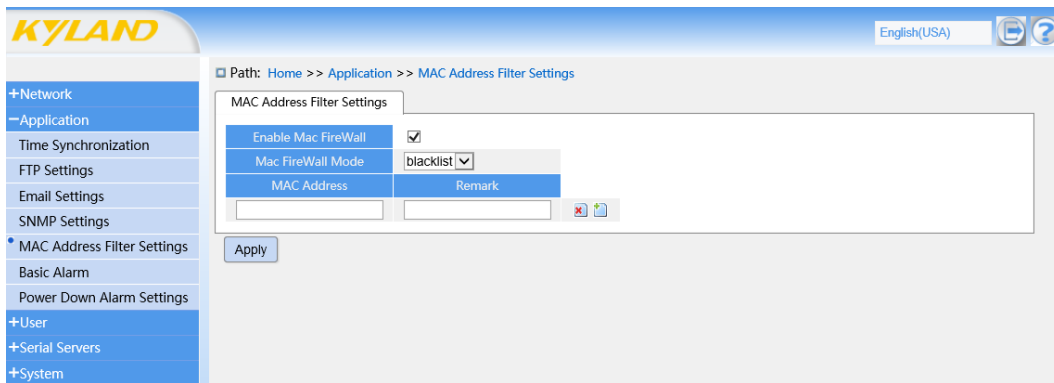 KYLAND
English(USA)
Path: Home >> Application >> MAC Address Filter Settings
+Network
−Application
Time Synchronization
FTP Settings
Email Settings
SNMP Settings
MAC Address Filter Settings
Basic Alarm
Power Down Alarm Settings
+User
+Serial Servers
+System
MAC Address Filter Settings
Enable Mac FireWall
Mac FireWall Mode blacklist
MAC Address Remark
Apply